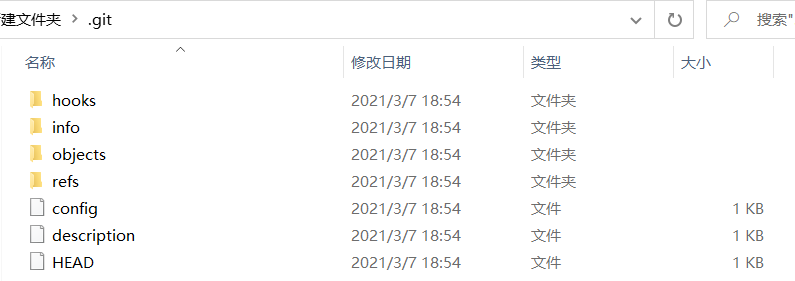 建文件夹 > .git 搜索"
名称 修改日期 类型 大小
hooks 2021/3/7 18:54 文件夹
info 2021/3/7 18:54 文件夹
objects 2021/3/7 18:54 文件夹
refs 2021/3/7 18:54 文件夹
config 2021/3/7 18:54 文件 1 KB
description 2021/3/7 18:54 文件 1 KB
HEAD 2021/3/7 18:54 文件 1 KB